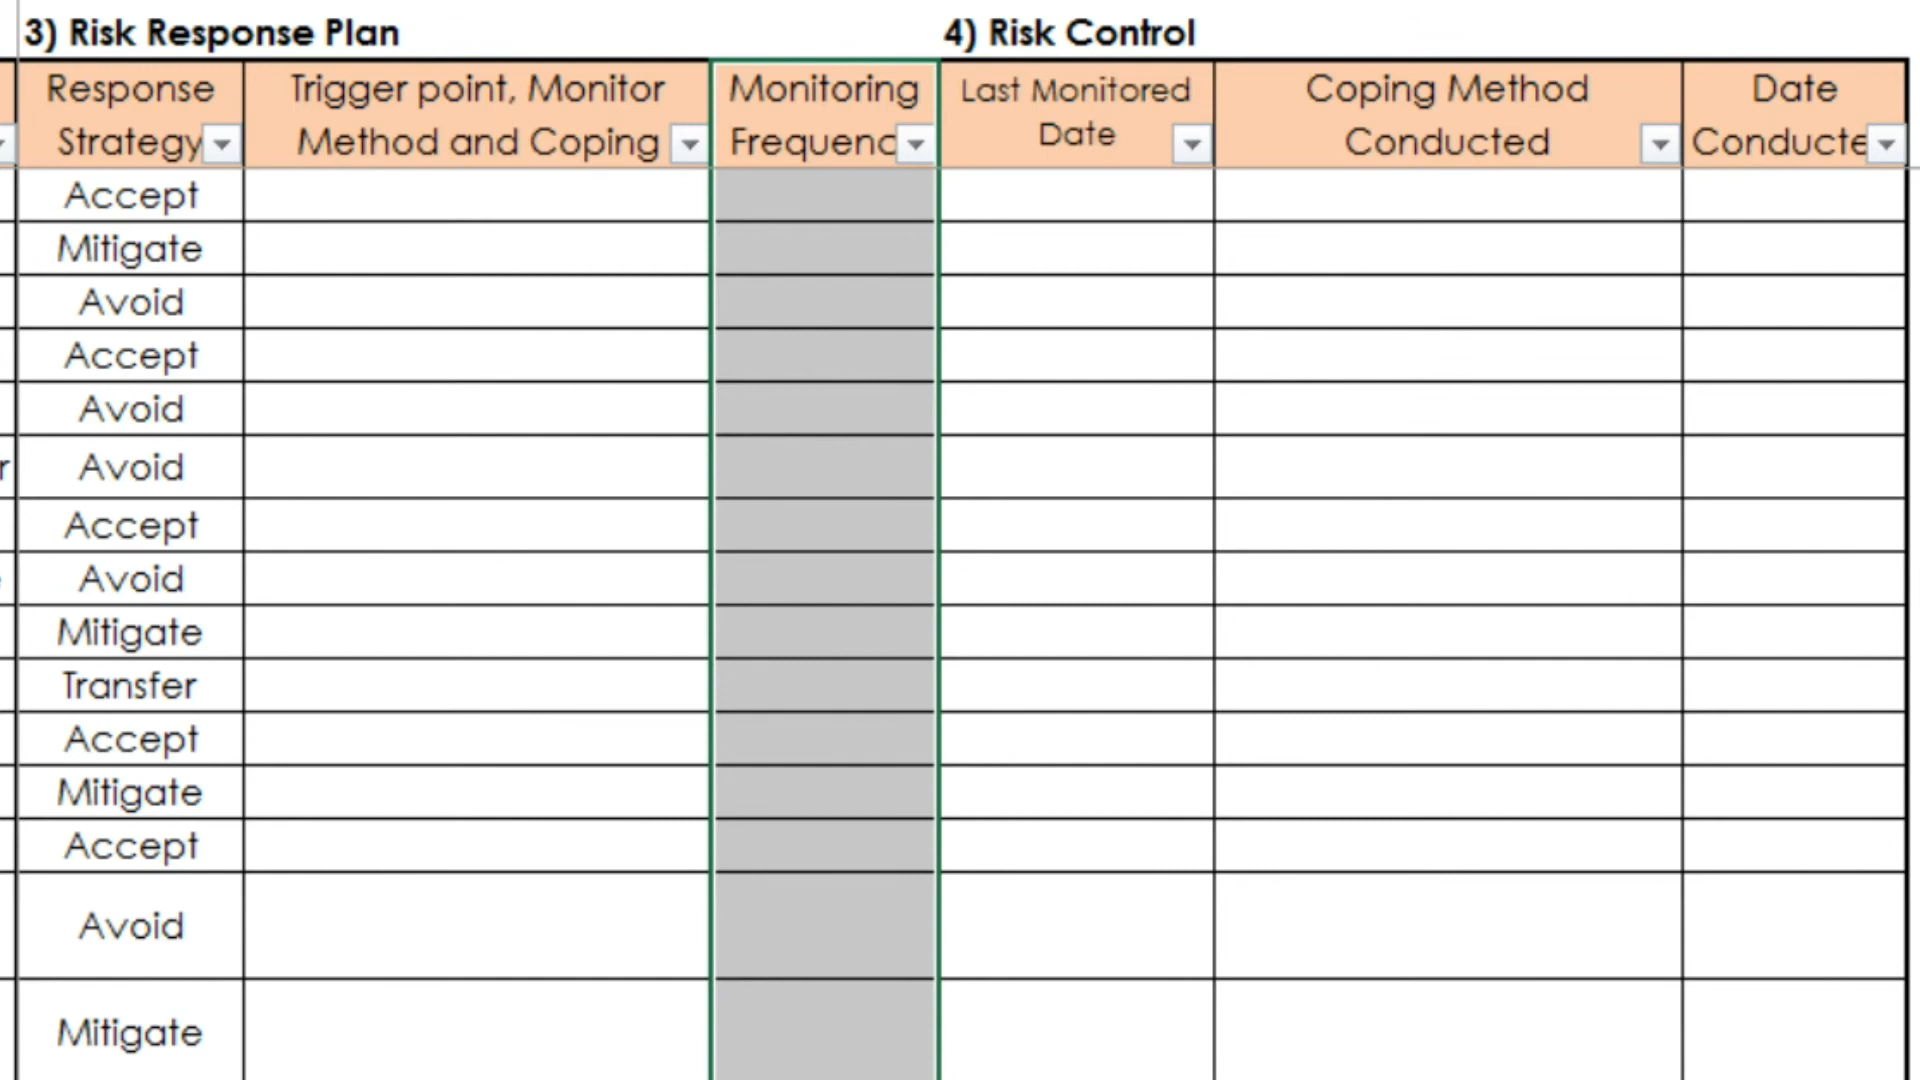 3) Risk Response Plan
4) Risk Control
Response
Strategy
Trigger point, Monitor
Method and Coping
Monitoring
Frequenc
Last Monitored
Date
Coping Method
Conducted
Date
Conducte
Accept
Mitigate
Avoid
Accept
Avoid
r
Avoid
Accept
Avoid
Mitigate
Transfer
Accept
Mitigate
Accept
Avoid
Mitigate